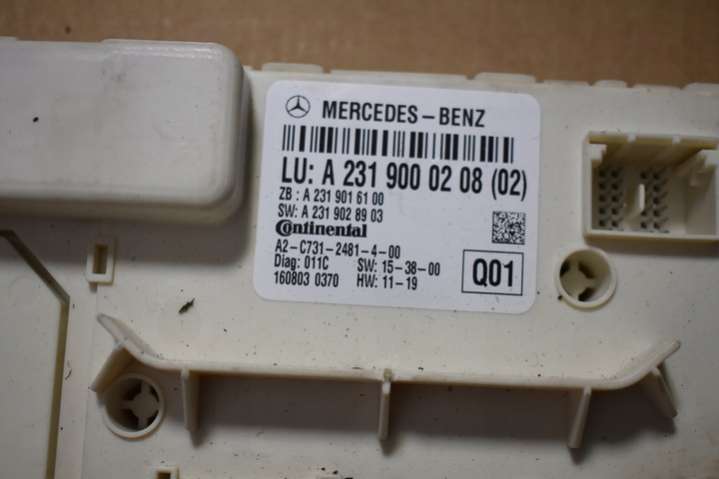 MERCEDES-BENZ
LU: A 231 900 02 08 (02)
ZB : A 231 901 61 00
SW: A 231 902 89 03
Continental
A2-C731-2481-4-00
Diag: 011C SW: 15-38-00
160803 0370 HW: 11-19
Q01